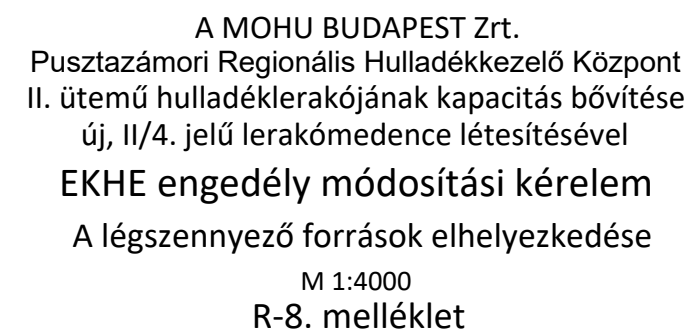 A MOHU BUDAPEST Zrt.
Pusztazámori Regionális Hulladékkezelő Központ
II. ütemű hulladéklerakójának kapacitás bővítése
új, II/4. jelű lerakómedence létesítésével
EKHE engedély módosítási kérelem
A légszennyező források elhelyezkedése
M 1:4000
R-8. melléklet